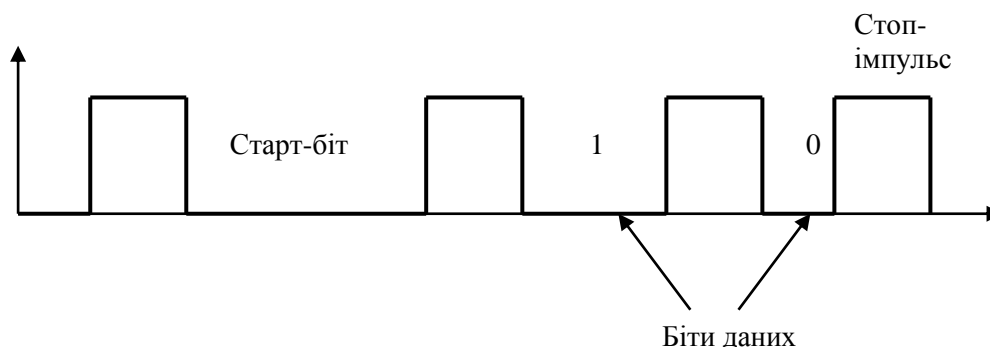 Стоп-
імпульс
Старт-біт
1
0
Біти даних